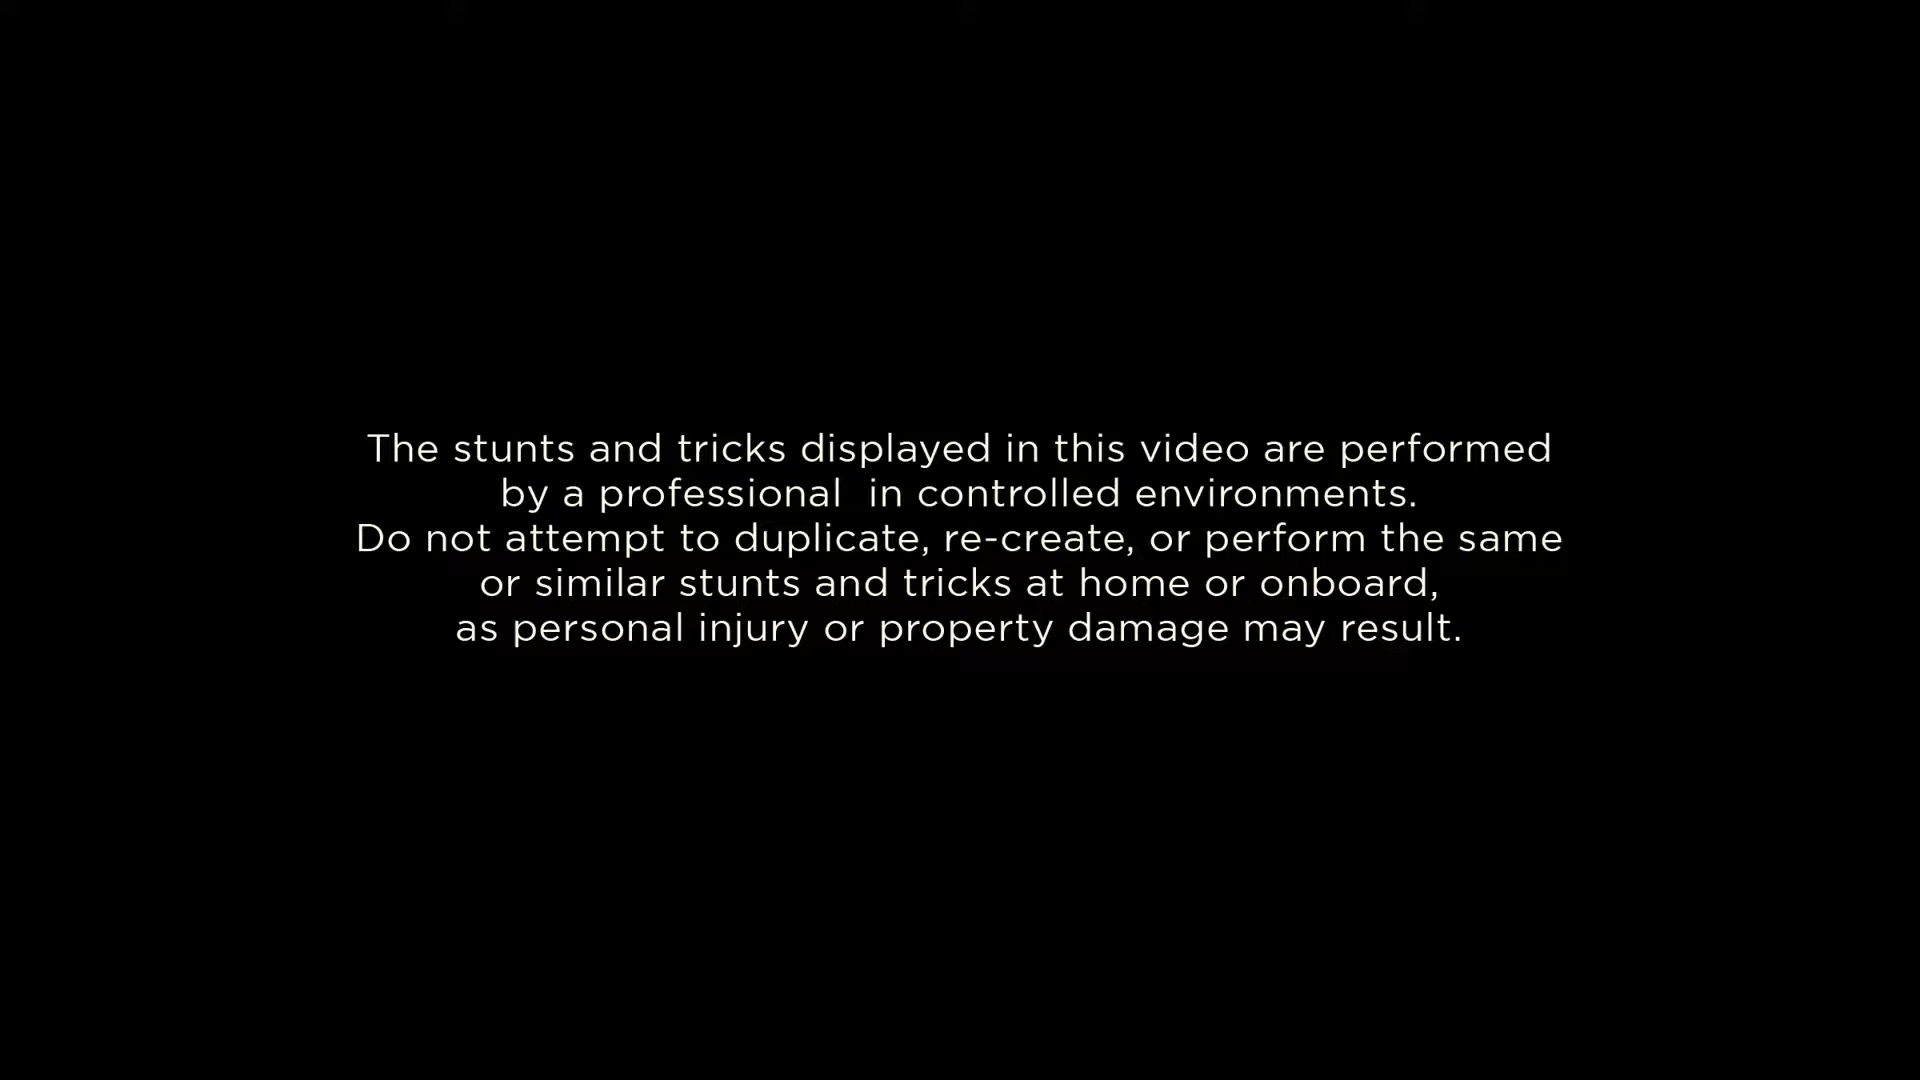 The stunts and tricks displayed in this video are performed
by a professional  in controlled environments.
Do not attempt to duplicate, re-create, or perform the same
or similar stunts and tricks at home or onboard,
as personal injury or property damage may result.